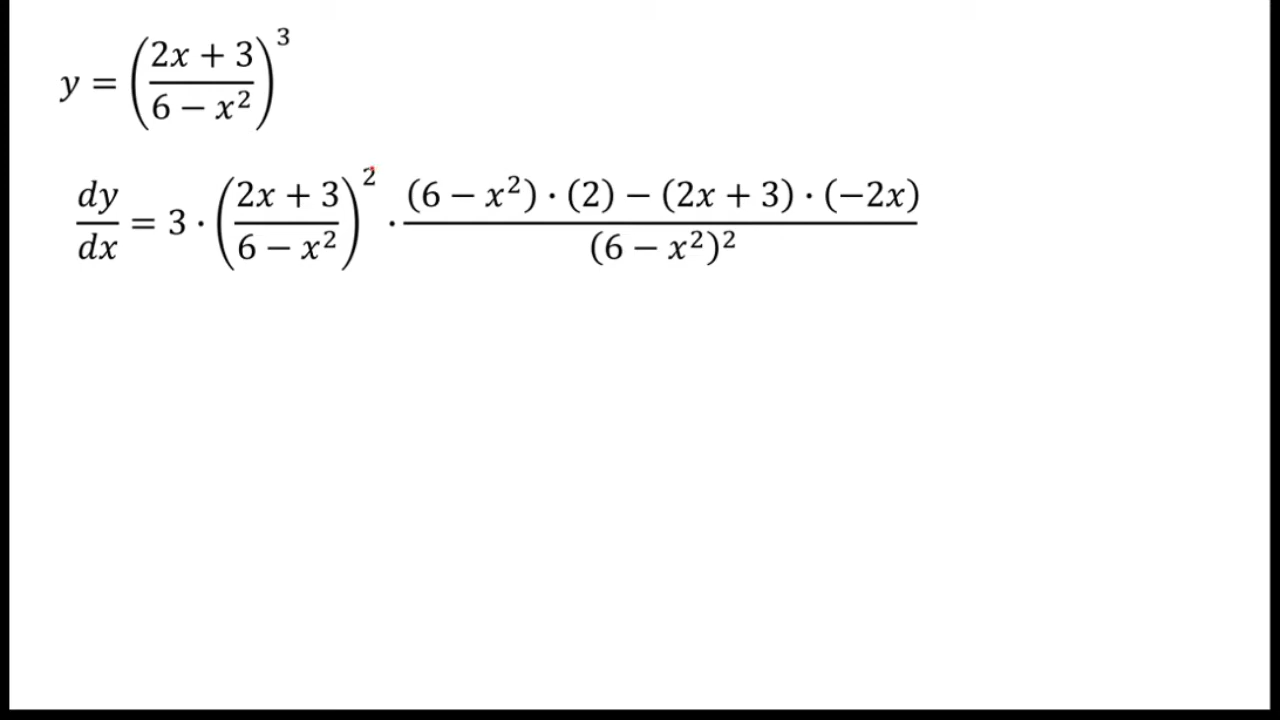 y = ((2x + 3)/(6 − x²))³
dy/dx = 3 · ((2x + 3)/(6 − x²))² · ((6 − x²) · (2) − (2x + 3) · (−2x))/(6 − x²)²